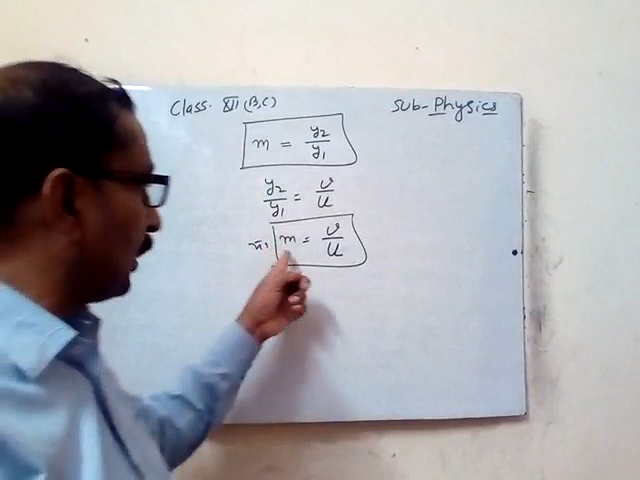 Class. XII (B,C) Sub- Physics
m = y₂/y₁
y₂/y₁ = v/u
m = v/u